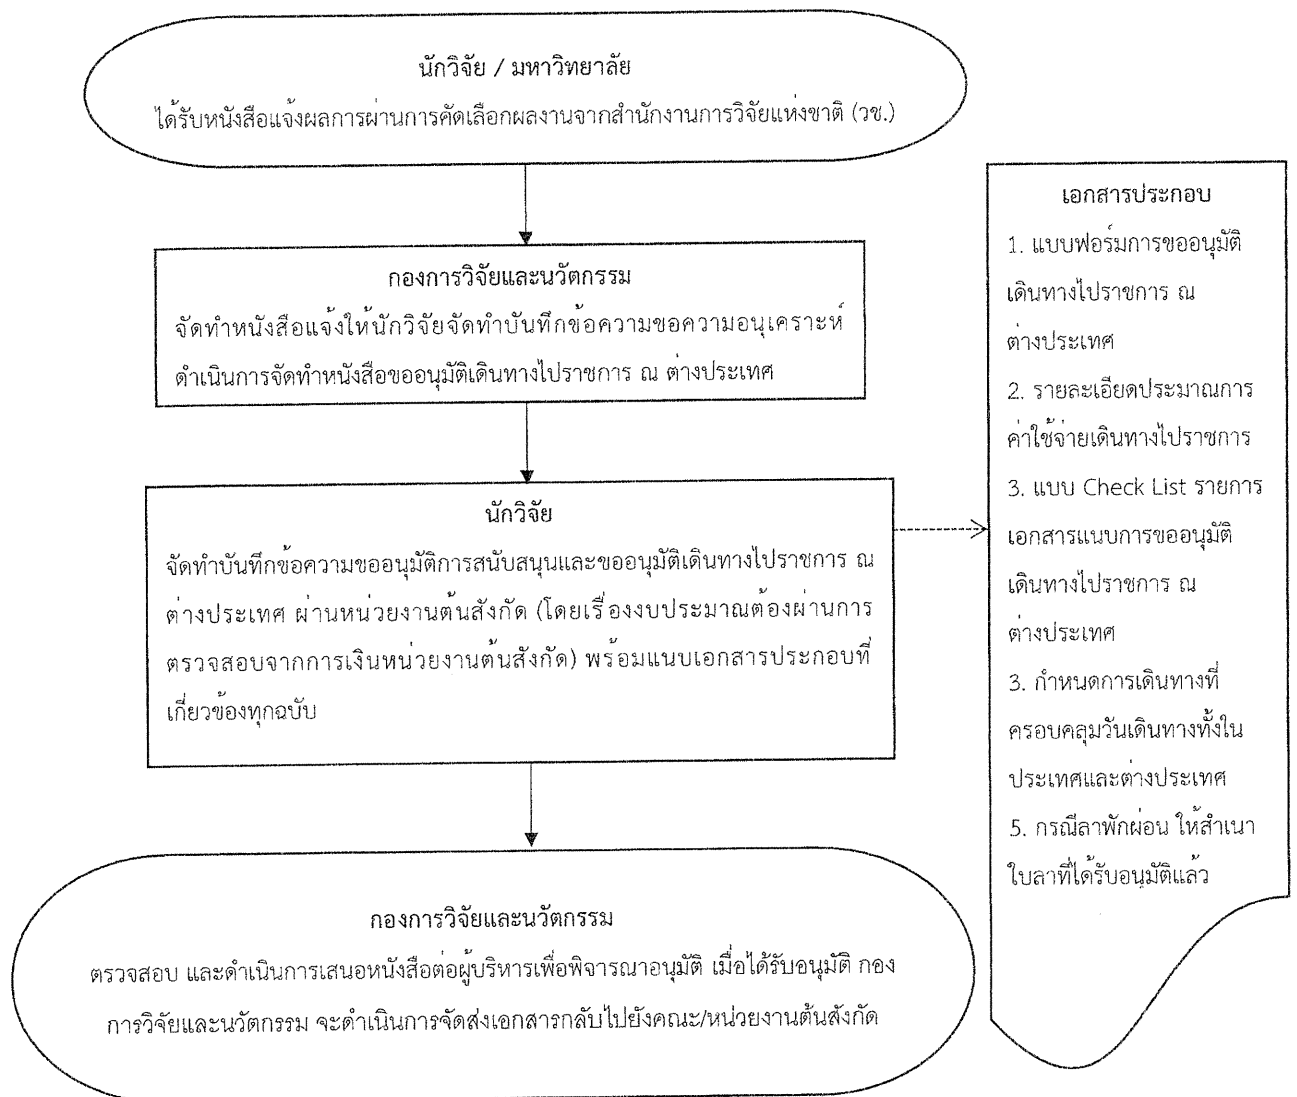 นักวิจัย / มหาวิทยาลัย
ได้รับหนังสือแจ้งผลการผ่านการคัดเลือกผลงานจากสำนักงานการวิจัยแห่งชาติ (วช.)
กองการวิจัยและนวัตกรรม
จัดทำหนังสือแจ้งให้นักวิจัยจัดทำบันทึกข้อความขอความอนุเคราะห์
ดำเนินการจัดทำหนังสือขออนุมัติเดินทางไปราชการ ณ ต่างประเทศ
นักวิจัย
จัดทำบันทึกข้อความขออนุมัติการสนับสนุนและขออนุมัติเดินทางไปราชการ ณ
ต่างประเทศ ผ่านหน่วยงานต้นสังกัด (โดยเรื่องงบประมาณต้องผ่านการ
ตรวจสอบจากการเงินหน่วยงานต้นสังกัด) พร้อมแนบเอกสารประกอบที่
เกี่ยวข้องทุกฉบับ
เอกสารประกอบ
1. แบบฟอร์มการขออนุมัติ
เดินทางไปราชการ ณ
ต่างประเทศ
2. รายละเอียดประมาณการ
ค่าใช้จ่ายเดินทางไปราชการ
3. แบบ Check List รายการ
เอกสารแนบการขออนุมัติ
เดินทางไปราชการ ณ
ต่างประเทศ
3. กำหนดการเดินทางที่
ครอบคลุมวันเดินทางทั้งใน
ประเทศและต่างประเทศ
5. กรณีลาพักผ่อน ให้สำเนา
ใบลาที่ได้รับอนุมัติแล้ว
กองการวิจัยและนวัตกรรม
ตรวจสอบ และดำเนินการเสนอหนังสือต่อผู้บริหารเพื่อพิจารณาอนุมัติ เมื่อได้รับอนุมัติ กอง
การวิจัยและนวัตกรรม จะดำเนินการจัดส่งเอกสารกลับไปยังคณะ/หน่วยงานต้นสังกัด